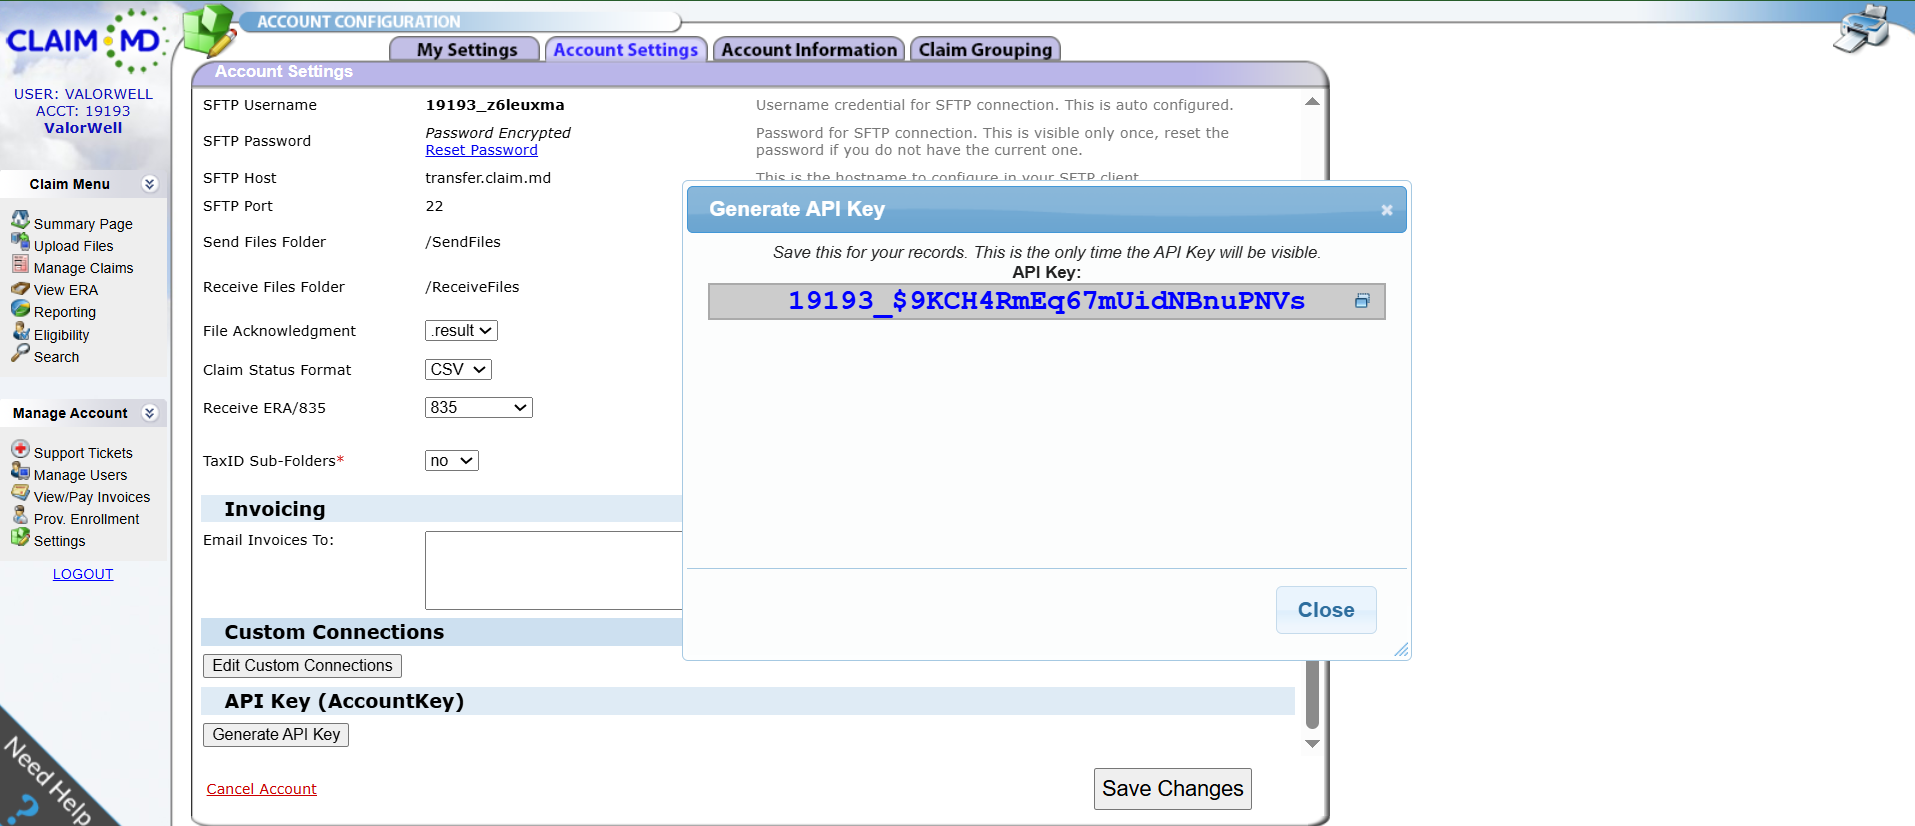 CLAIM MD
USER: VALORWELL
ACCT: 19193
ValorWell
Claim Menu
Summary Page
Upload Files
Manage Claims
View ERA
Reporting
Eligibility
Search
Manage Account
Support Tickets
Manage Users
View/Pay Invoices
Prov. Enrollment
Settings
LOGOUT
Need Help
?
ACCOUNT CONFIGURATION
My Settings
Account Settings
Account Information
Claim Grouping
Account Settings
SFTP Username
19193_z6leuxma
Username credential for SFTP connection. This is auto configured.
SFTP Password
Password Encrypted
Reset Password
Password for SFTP connection. This is visible only once, reset the
password if you do not have the current one.
SFTP Host
transfer.claim.md
This is the hostname to configure in your SFTP client.
SFTP Port
22
Send Files Folder
/SendFiles
Receive Files Folder
/ReceiveFiles
File Acknowledgment
.result
Claim Status Format
CSV
Receive ERA/835
835
TaxID Sub-Folders*
no
Invoicing
Email Invoices To:
Custom Connections
Edit Custom Connections
API Key (AccountKey)
Generate API Key
Cancel Account
Save Changes
Generate API Key
Save this for your records. This is the only time the API Key will be visible.
API Key:
19193_$9KCH4RmEq67mUidNBnuPNVs
Close